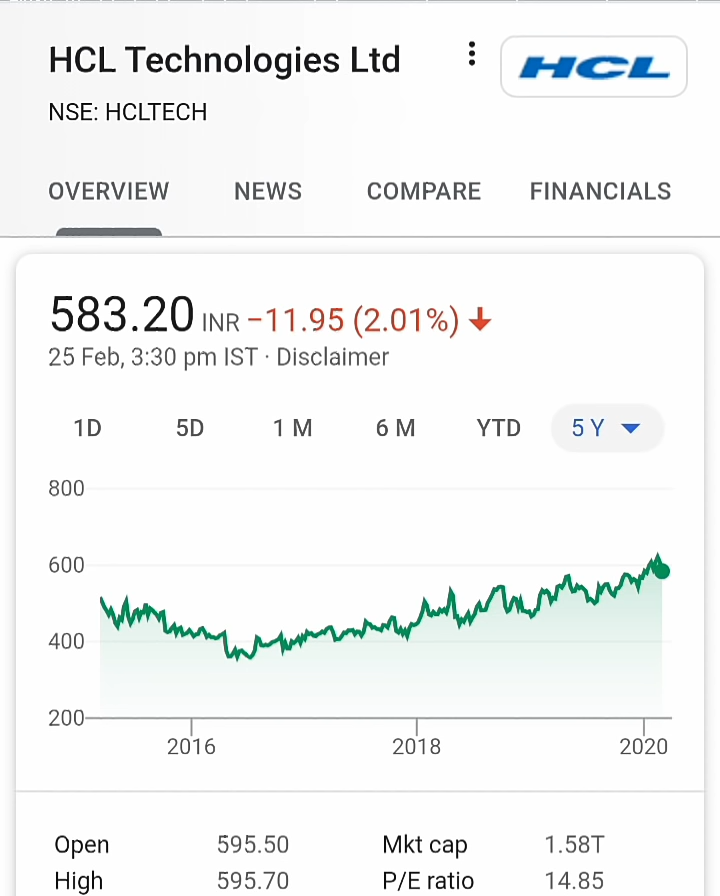 HCL Technologies Ltd
HCL
NSE: HCLTECH
OVERVIEW NEWS COMPARE FINANCIALS
583.20 INR −11.95 (2.01%) ↓
25 Feb, 3:30 pm IST · Disclaimer
1D 5D 1 M 6 M YTD 5 Y
800
600
400
200
2016 2018 2020
Open 595.50 Mkt cap 1.58T
High 595.70 P/E ratio 14.85